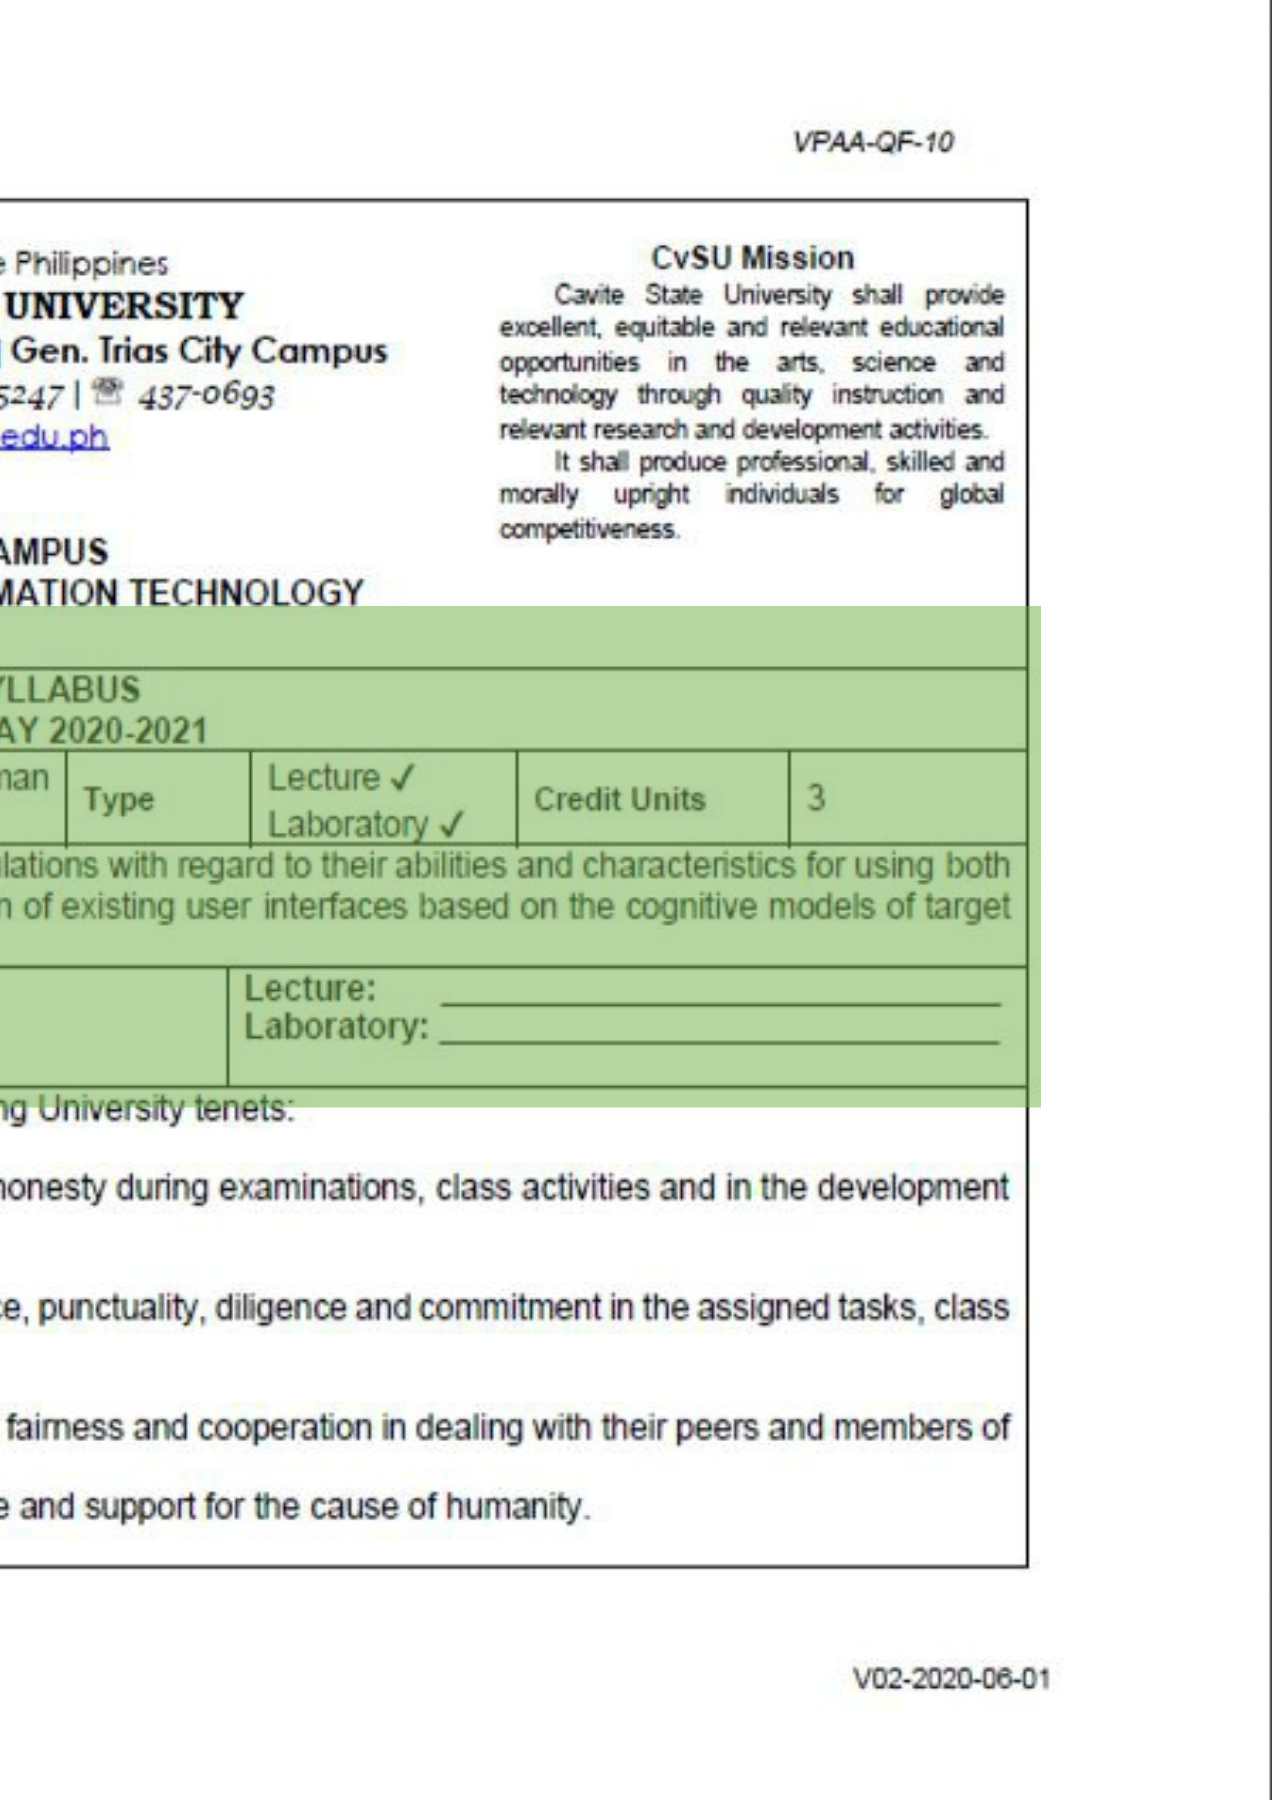 VPAA-QF-10
e Philippines
UNIVERSITY
Gen. Trias City Campus
5247 | ☏ 437-0693
edu.ph
AMPUS
MATION TECHNOLOGY
CvSU Mission
Cavite State University shall provide
excellent, equitable and relevant educational
opportunities in the arts, science and
technology through quality instruction and
relevant research and development activities.
It shall produce professional, skilled and
morally upright individuals for global
competitiveness.
YLLABUS
AY 2020-2021
man Type Lecture ✓ Credit Units 3
Laboratory ✓
lations with regard to their abilities and characteristics for using both
n of existing user interfaces based on the cognitive models of target
Lecture:
Laboratory:
ng University tenets:
honesty during examinations, class activities and in the development
ce, punctuality, diligence and commitment in the assigned tasks, class
fairness and cooperation in dealing with their peers and members of
e and support for the cause of humanity.
V02-2020-06-01